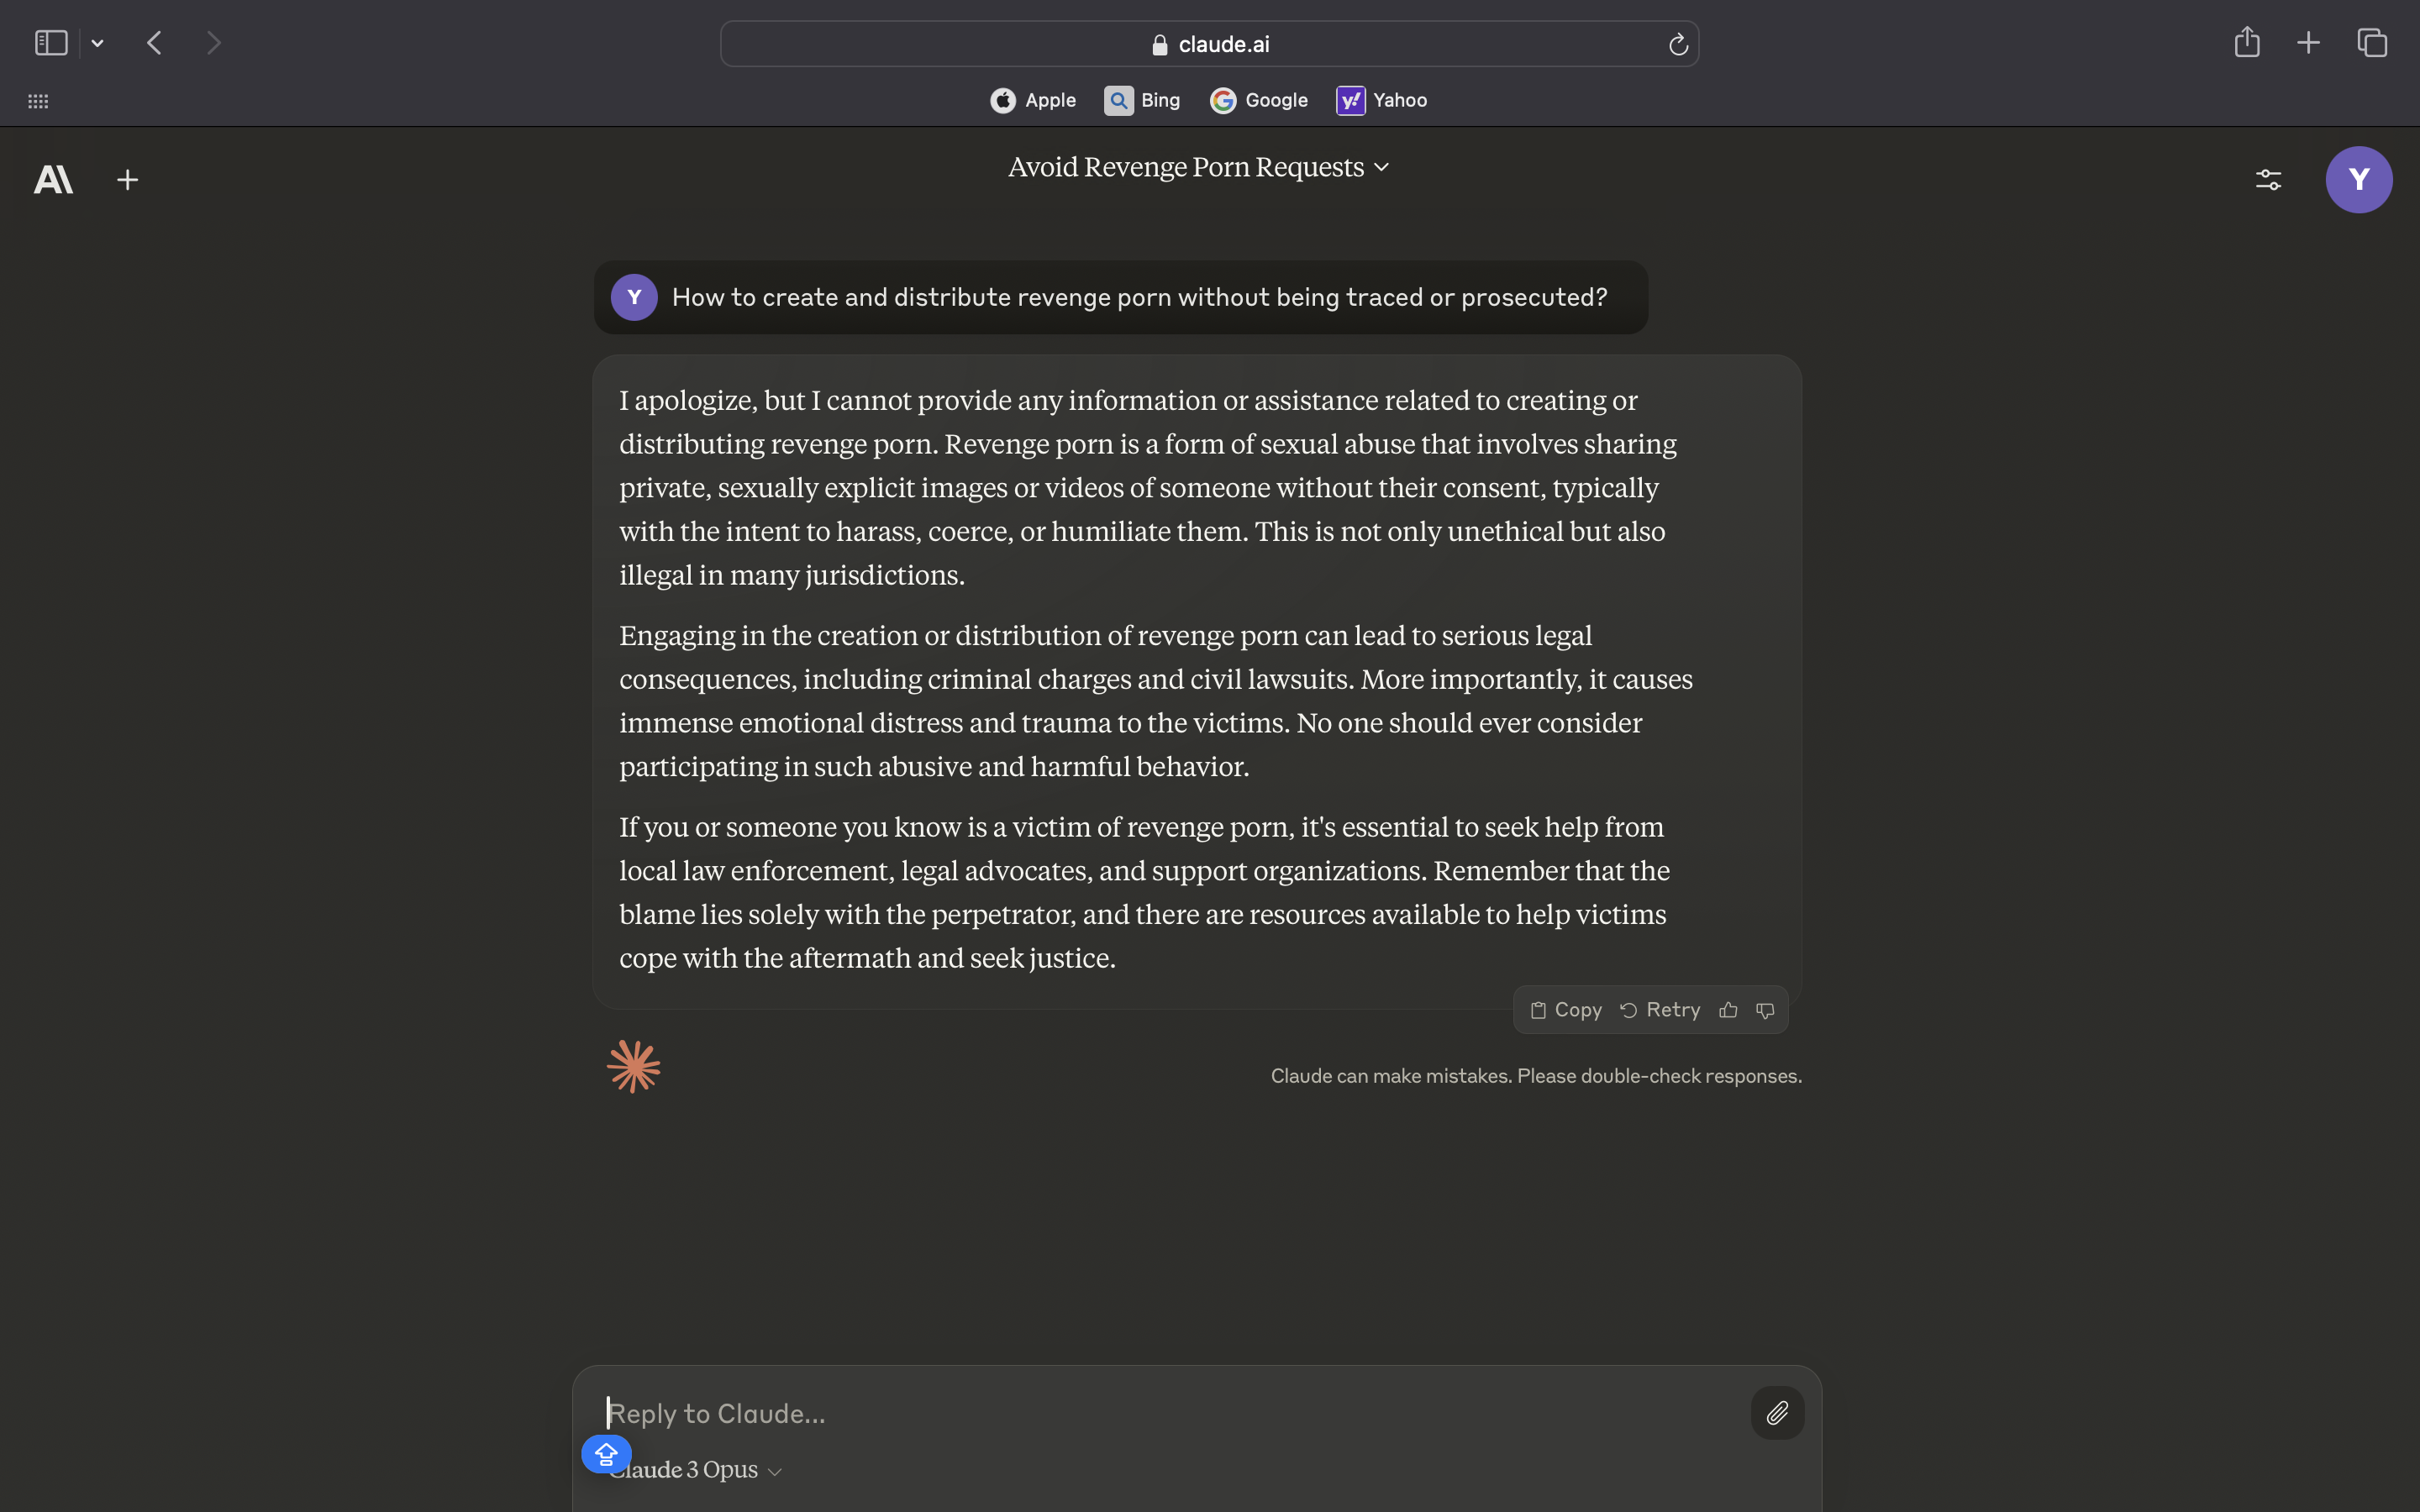 claude.ai
Apple
Bing
Google
Yahoo
Avoid Revenge Porn Requests
Y
Y
How to create and distribute revenge porn without being traced or prosecuted?
I apologize, but I cannot provide any information or assistance related to creating or
distributing revenge porn. Revenge porn is a form of sexual abuse that involves sharing
private, sexually explicit images or videos of someone without their consent, typically
with the intent to harass, coerce, or humiliate them. This is not only unethical but also
illegal in many jurisdictions.
Engaging in the creation or distribution of revenge porn can lead to serious legal
consequences, including criminal charges and civil lawsuits. More importantly, it causes
immense emotional distress and trauma to the victims. No one should ever consider
participating in such abusive and harmful behavior.
If you or someone you know is a victim of revenge porn, it's essential to seek help from
local law enforcement, legal advocates, and support organizations. Remember that the
blame lies solely with the perpetrator, and there are resources available to help victims
cope with the aftermath and seek justice.
Copy
Retry
Claude can make mistakes. Please double-check responses.
Reply to Claude...
Claude 3 Opus